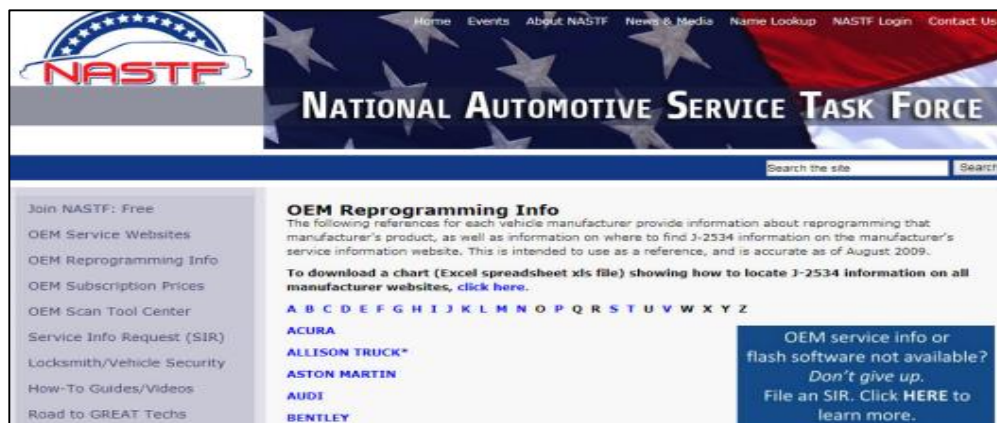 NASTF
Home Events About NASTF News & Media Name Lookup NASTF Login Contact Us
NATIONAL AUTOMOTIVE SERVICE TASK FORCE
Search the site Search
Join NASTF: Free
OEM Service Websites
OEM Reprogramming Info
OEM Subscription Prices
OEM Scan Tool Center
Service Info Request (SIR)
Locksmith/Vehicle Security
How-To Guides/Videos
Road to GREAT Techs
OEM Reprogramming Info
The following references for each vehicle manufacturer provide information about reprogramming that
manufacturer's product, as well as information on where to find J-2534 information on the manufacturer's
service information website. This is intended to use as a reference, and is accurate as of August 2009.
To download a chart (Excel spreadsheet xls file) showing how to locate J-2534 information on all
manufacturer websites, click here.
A B C D E F G H I J K L M N O P Q R S T U V W X Y Z
ACURA
ALLISON TRUCK*
ASTON MARTIN
AUDI
BENTLEY
OEM service info or
flash software not available?
Don't give up.
File an SIR. Click HERE to
learn more.